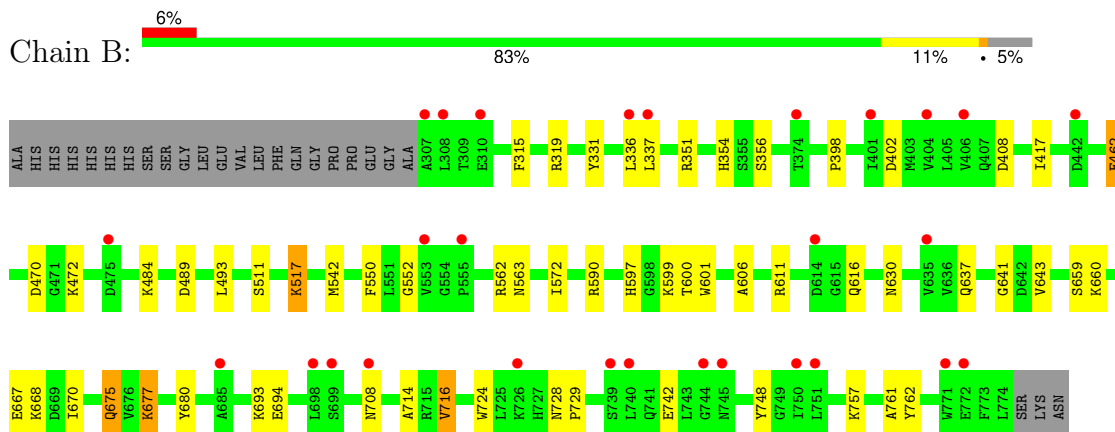 6%
Chain B:
83% 11% • 5%
ALA HIS HIS HIS HIS HIS HIS SER SER GLY LEU GLU VAL LEU PHE GLN GLY PRO PRO GLU GLY ALA A307 L308 T309 E310 F315 R319 Y331 L336 L337 R351 H354 S355 S356 T374 P398 I401 D402 M403 V404 L405 V406 Q407 D408 I417 D442
D470 G471 K472 D475 K484 D489 L493 S511 K517 M542 F550 L551 G552 V553 G554 P555 R562 N563 I572 R590 H597 G598 K599 T600 W601 A606 R611 D614 G615 Q616 N630 V635 V636 Q637 G641 D642 V643 S659 K660
E667 K668 D669 I670 Q675 V676 K677 Y680 A685 K693 E694 L698 S699 N708 A714 R715 V716 W724 L725 K726 H727 N728 P729 S739 L740 Q741 E742 L743 G744 N745 Y748 G749 I750 L751 K757 A761 Y762 W771 E772 F773 L774 SER LYS ASN